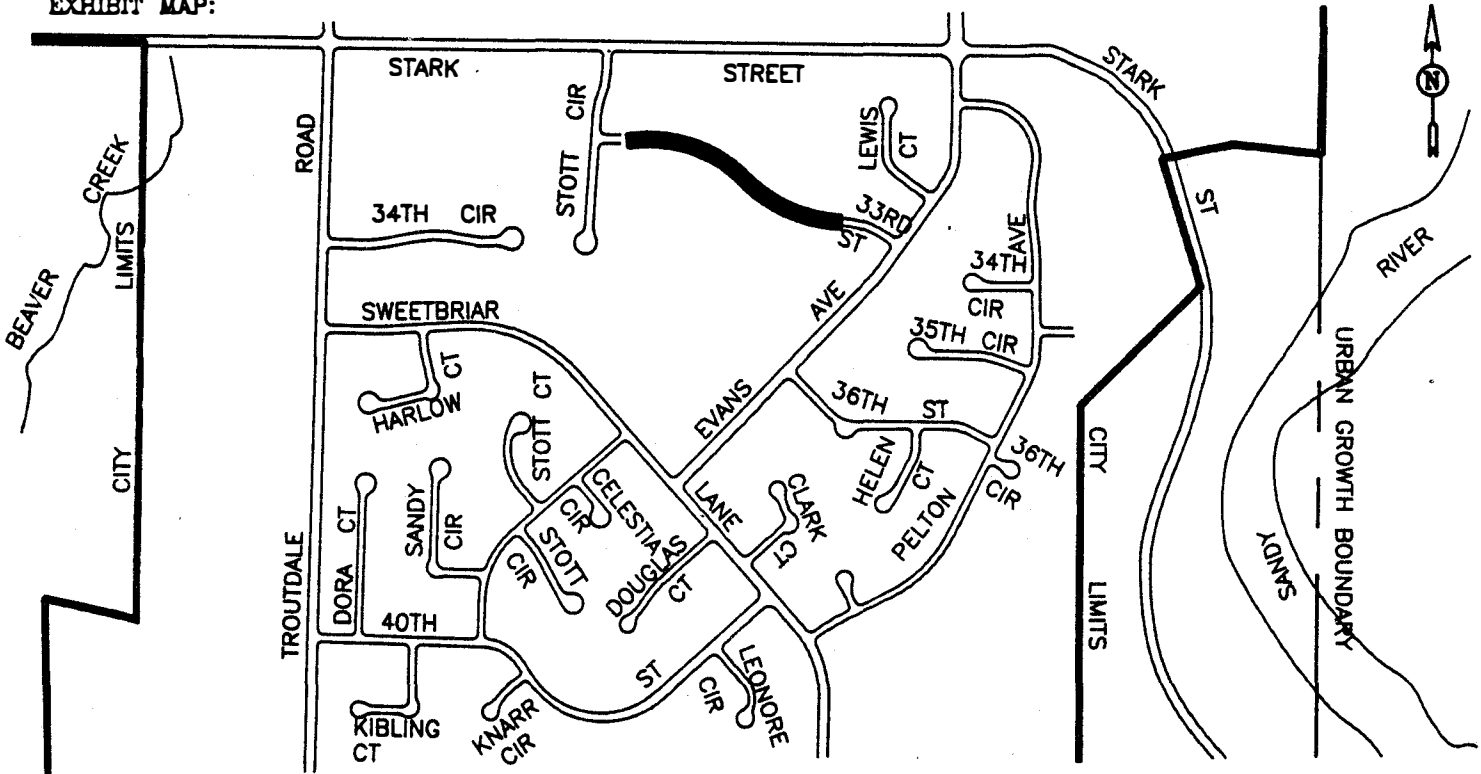 EXHIBIT MAP:
STARK STREET
STARK
ST
N
ROAD
STOTT CIR
LEWIS CT
33RD
ST
CREEK
BEAVER
LIMITS
CITY
34TH CIR
AVE
34TH
CIR
RIVER
SWEETBRIAR
AVE
35TH CIR
URBAN GROWTH BOUNDARY
HARLOW
CT
STOTT CT
EVANS
36TH ST
HELEN
CT
36TH
CIR
CITY
LIMITS
CELESTIA
CIR
LANE
CLARK
CT
PELTON
SANDY
DORA CT
SANDY CIR
STOTT
CIR
DOUGLAS
CT
TROUTDALE
40TH
ST
KIBLING
CT
KNARR
CIR
LEONORE
CIR